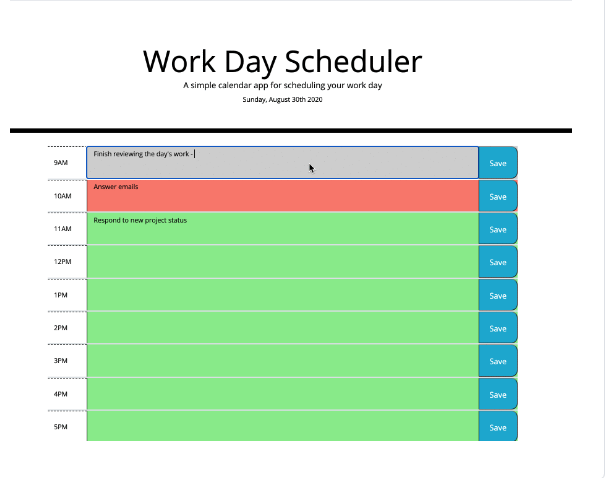 Work Day Scheduler
A simple calendar app for scheduling your work day
Sunday, August 30th 2020
9AM Finish reviewing the day's work - Save
10AM Answer emails Save
11AM Respond to new project status Save
12PM Save
1PM Save
2PM Save
3PM Save
4PM Save
5PM Save